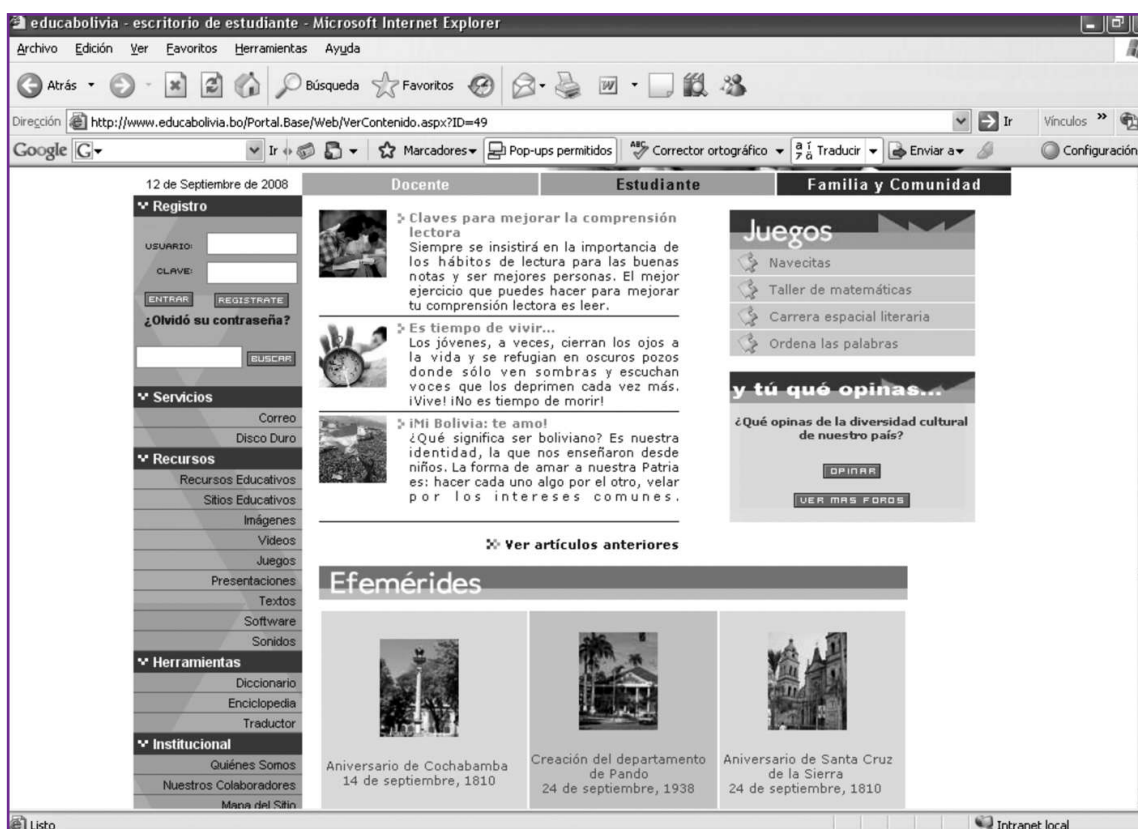 educabolivia - escritorio de estudiante - Microsoft Internet Explorer
Archivo Edición Ver Favoritos Herramientas Ayuda
Atrás Búsqueda Favoritos
Dirección http://www.educabolivia.bo/Portal.Base/Web/VerContenido.aspx?ID=49 Ir Vínculos »
Google G Ir Marcadores Pop-ups permitidos ABC Corrector ortográfico Traducir Enviar a Configuración
12 de Septiembre de 2008 Docente Estudiante Familia y Comunidad
Registro
USUARIO:
CLAVE:
ENTRAR REGISTRATE
¿Olvidó su contraseña?
BUSCAR
Servicios
Correo
Disco Duro
Recursos
Recursos Educativos
Sitios Educativos
Imágenes
Videos
Juegos
Presentaciones
Textos
Software
Sonidos
Herramientas
Diccionario
Enciclopedia
Traductor
Institucional
Quiénes Somos
Nuestros Colaboradores
Mapa del Sitio
Claves para mejorar la comprensión
lectora
Siempre se insistirá en la importancia de
los hábitos de lectura para las buenas
notas y ser mejores personas. El mejor
ejercicio que puedes hacer para mejorar
tu comprensión lectora es leer.
Es tiempo de vivir...
Los jóvenes, a veces, cierran los ojos a
la vida y se refugian en oscuros pozos
donde sólo ven sombras y escuchan
voces que los deprimen cada vez más.
¡Vive! ¡No es tiempo de morir!
¡Mi Bolivia: te amo!
¿Qué significa ser boliviano? Es nuestra
identidad, la que nos enseñaron desde
niños. La forma de amar a nuestra Patria
es: hacer cada uno algo por el otro, velar
por los intereses comunes.
Ver artículos anteriores
Juegos
Navecitas
Taller de matemáticas
Carrera espacial literaria
Ordena las palabras
y tú qué opinas...
¿Qué opinas de la diversidad cultural
de nuestro país?
OPINAR
VER MAS FOROS
Efemérides
Aniversario de Cochabamba
14 de septiembre, 1810
Creación del departamento
de Pando
24 de septiembre, 1938
Aniversario de Santa Cruz
de la Sierra
24 de septiembre, 1810
Listo Intranet local